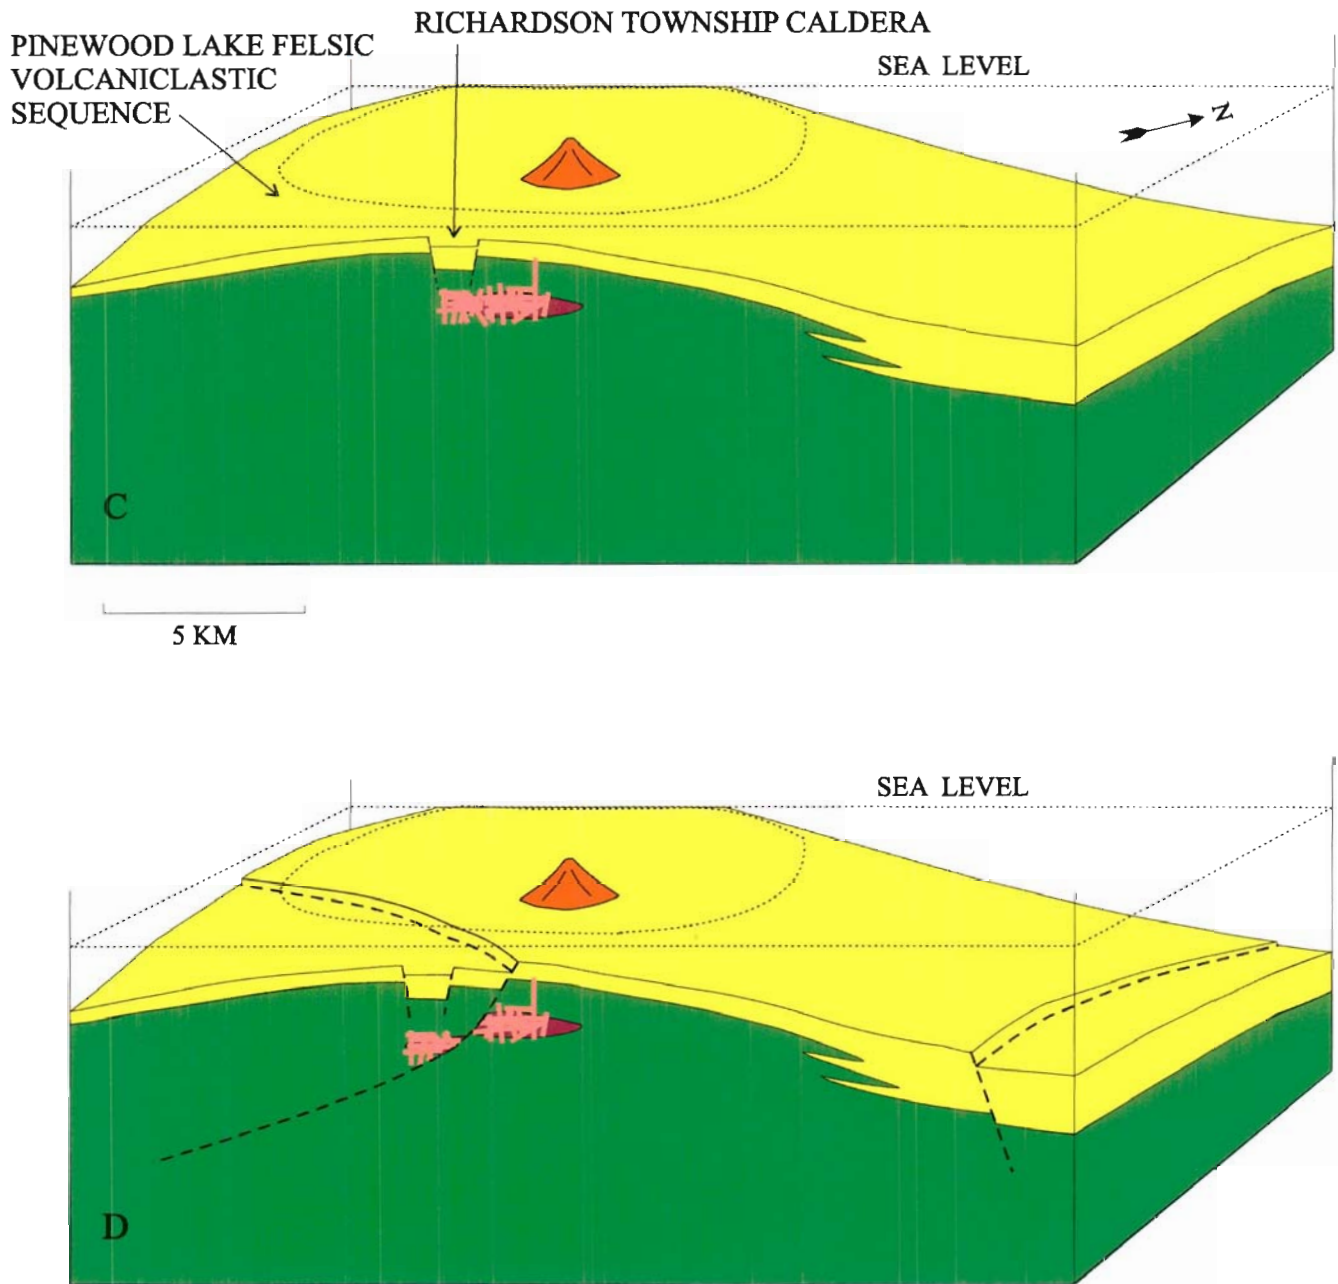 RICHARDSON TOWNSHIP CALDERA
PINEWOOD LAKE FELSIC
VOLCANICLASTIC
SEQUENCE
SEA LEVEL
N
C
5 KM
SEA LEVEL
D